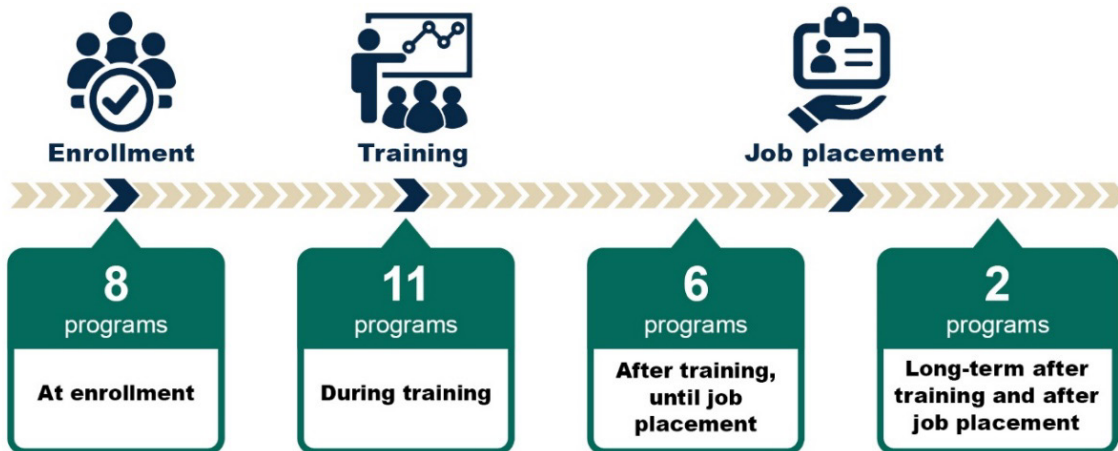 Enrollment
Training
Job placement
8
programs
At enrollment
11
programs
During training
6
programs
After training,
until job
placement
2
programs
Long-term after
training and after
job placement